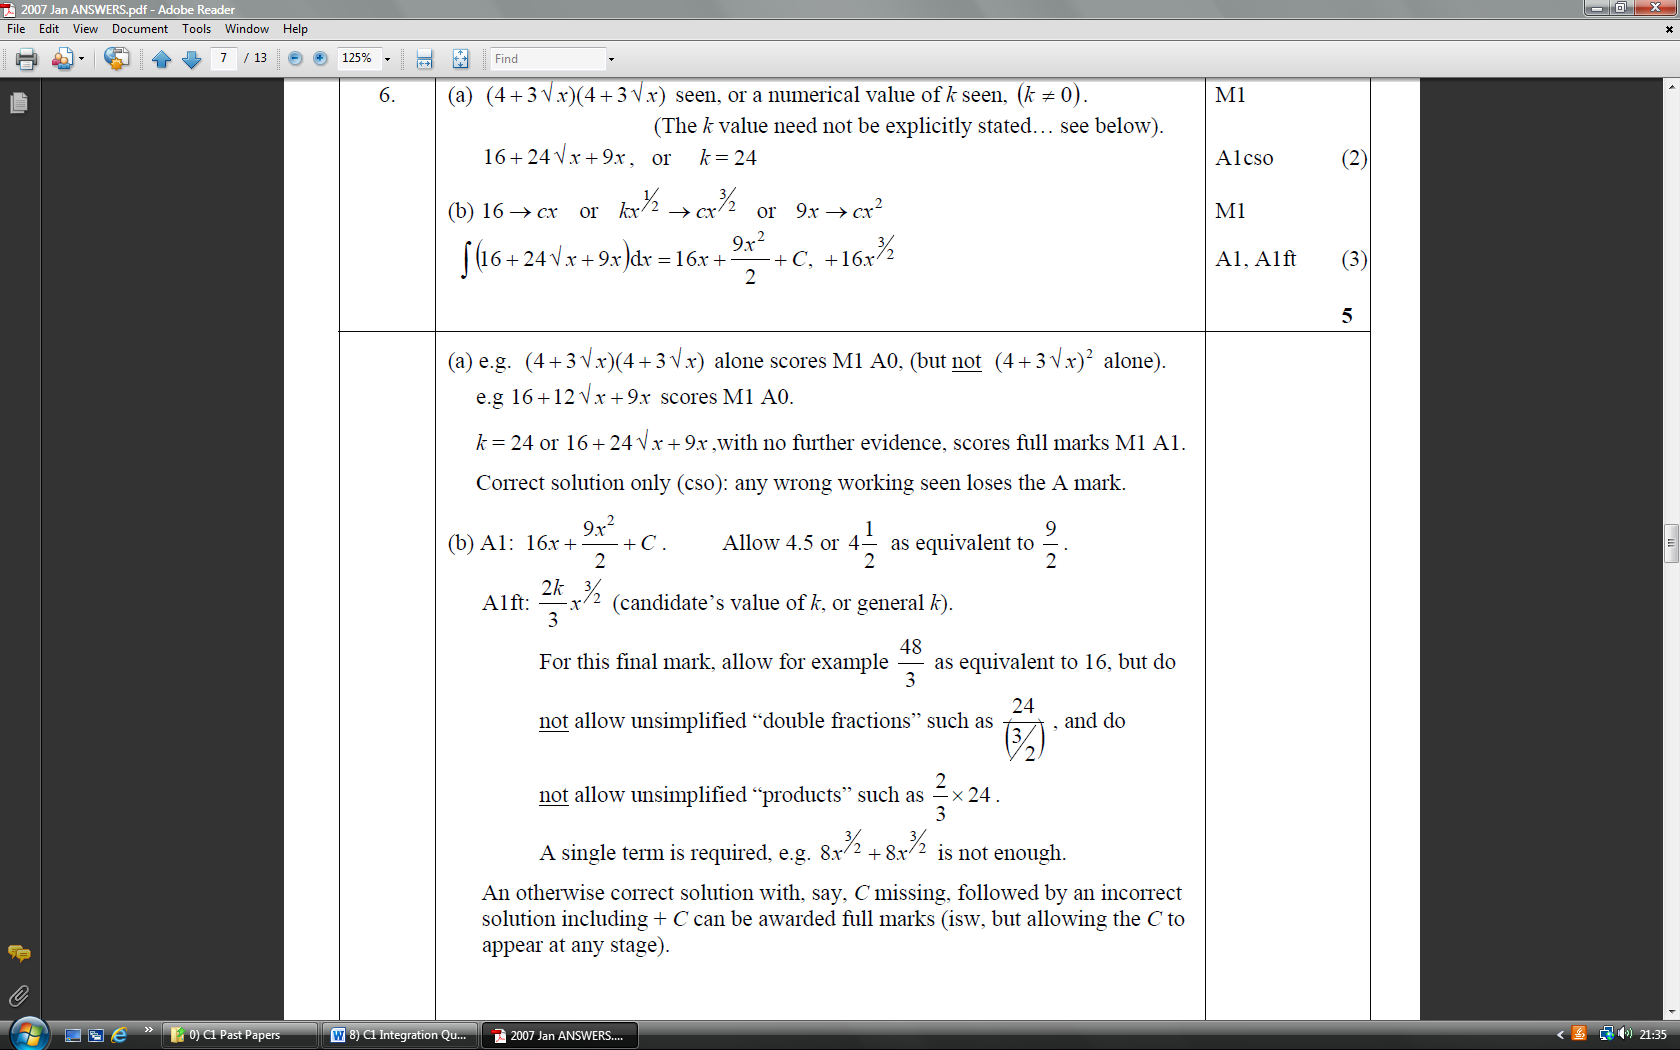 2007 Jan ANSWERS.pdf - Adobe Reader
File Edit View Document Tools Window Help
7 / 13 125% Find
6. (a) (4+3√x)(4+3√x) seen, or a numerical value of k seen, (k ≠ 0). M1
(The k value need not be explicitly stated… see below).
16+24√x+9x, or k = 24 A1cso (2)
(b) 16 → cx or kx^(1/2) → cx^(3/2) or 9x → cx² M1
∫(16+24√x+9x)dx = 16x + 9x²/2 + C, +16x^(3/2) A1, A1ft (3)
5
(a) e.g. (4+3√x)(4+3√x) alone scores M1 A0, (but not (4+3√x)² alone).
e.g 16+12√x+9x scores M1 A0.
k = 24 or 16+24√x+9x ,with no further evidence, scores full marks M1 A1.
Correct solution only (cso): any wrong working seen loses the A mark.
(b) A1: 16x + 9x²/2 + C . Allow 4.5 or 4 1/2 as equivalent to 9/2 .
A1ft: 2k/3 x^(3/2) (candidate's value of k, or general k).
For this final mark, allow for example 48/3 as equivalent to 16, but do
not allow unsimplified “double fractions” such as 24/(3/2) , and do
not allow unsimplified “products” such as 2/3 × 24 .
A single term is required, e.g. 8x^(3/2) + 8x^(3/2) is not enough.
An otherwise correct solution with, say, C missing, followed by an incorrect
solution including + C can be awarded full marks (isw, but allowing the C to
appear at any stage).
0) C1 Past Papers 8) C1 Integration Qu... 2007 Jan ANSWERS.... 21:35